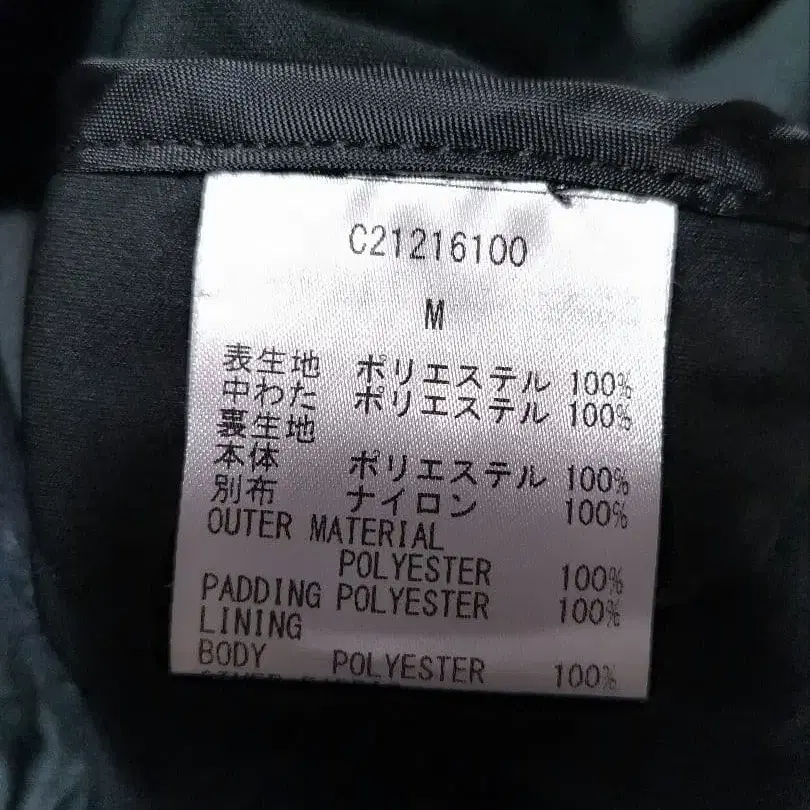 C21216100
M
表生地 ポリエステル 100%
中わた ポリエステル 100%
裏生地
本体 ポリエステル 100%
別布 ナイロン 100%
OUTER MATERIAL
POLYESTER 100%
PADDING POLYESTER 100%
LINING
BODY POLYESTER 100%